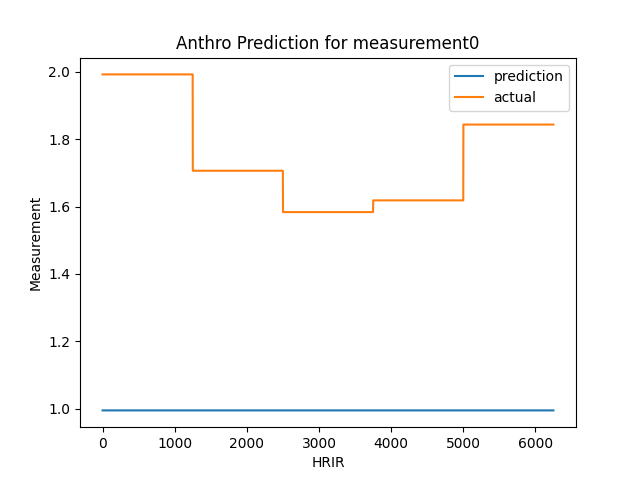 Anthro Prediction for measurement0
prediction
actual
2.0
1.8
1.6
1.4
1.2
1.0
Measurement
0 1000 2000 3000 4000 5000 6000
HRIR